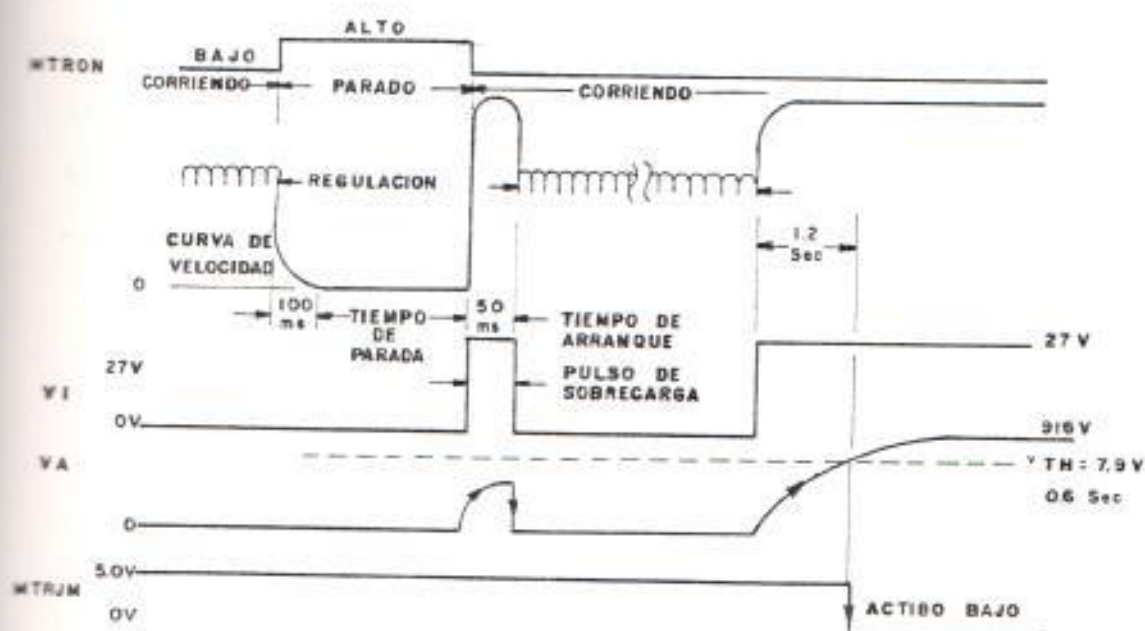 ALTO
BAJO
MTRON
CORRIENDO
PARADO
CORRIENDO
REGULACION
1.2
Sec
CURVA DE
VELOCIDAD
0
100
ms
TIEMPO
DE
PARADA
50
ms
TIEMPO DE
ARRANQUE
27V
27 V
PULSO DE
SOBRECARGA
VI
0V
916 V
VA
V TH = 7.9 V
06 Sec
0
5.0V
MTRJM
0V
ACTIBO BAJO